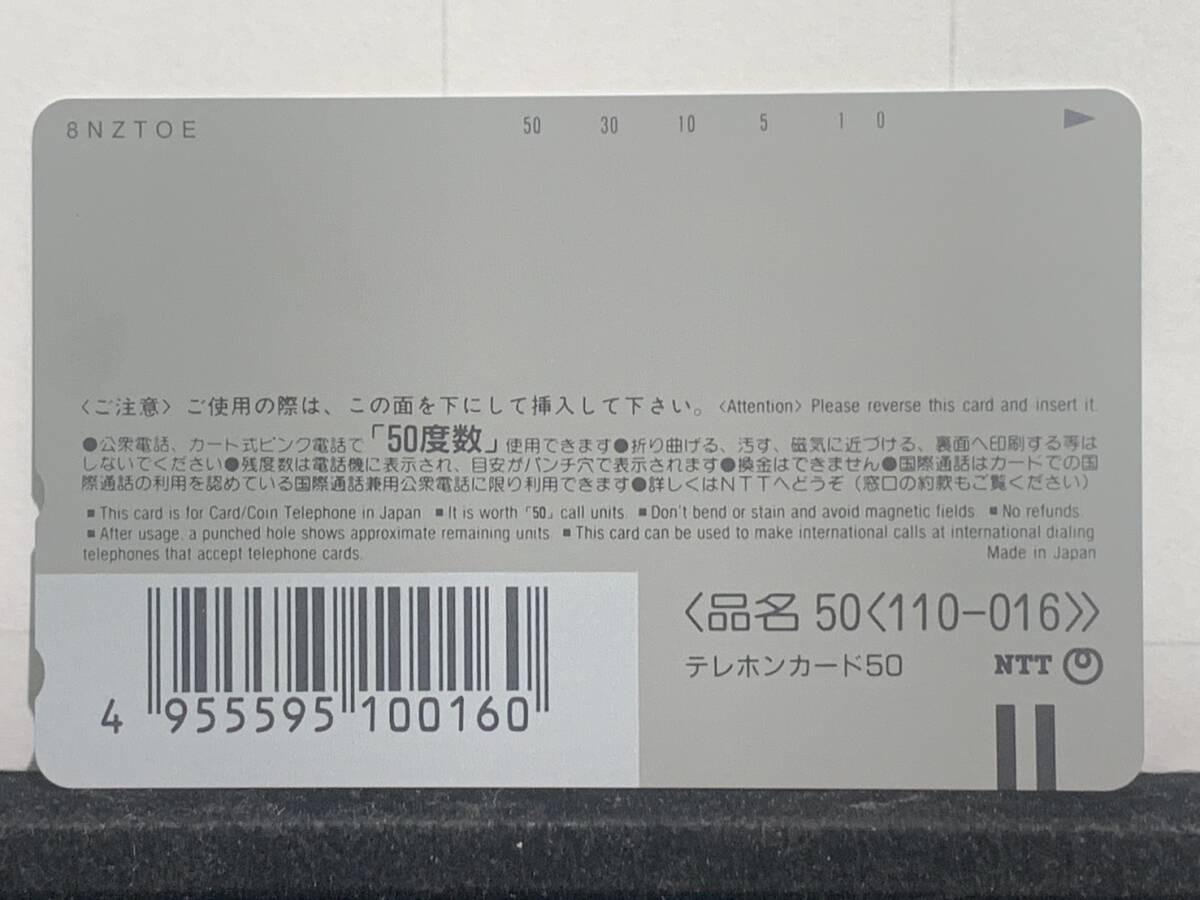 8NZTOE 50 30 10 5 1 0
〈ご注意〉ご使用の際は、この面を下にして挿入して下さい。〈Attention〉Please reverse this card and insert it.
●公衆電話、カード式ピンク電話で「50度数」使用できます●折り曲げる、汚す、磁気に近づける、裏面へ印刷する等は
しないでください●残度数は電話機に表示され、目安がパンチ穴で表示されます●換金はできません●国際通話はカードでの国
際通話の利用を認めている国際通話兼用公衆電話に限り利用できます●詳しくはNTTへどうぞ（窓口の約款もご覧ください）
■This card is for Card/Coin Telephone in Japan ■It is worth「50」call units. ■Don't bend or stain and avoid magnetic fields ■No refunds.
■After usage, a punched hole shows approximate remaining units ■This card can be used to make international calls at international dialing
telephones that accept telephone cards. Made in Japan
〈品名 50〈110-016〉〉
テレホンカード50 NTT
4 955595 100160